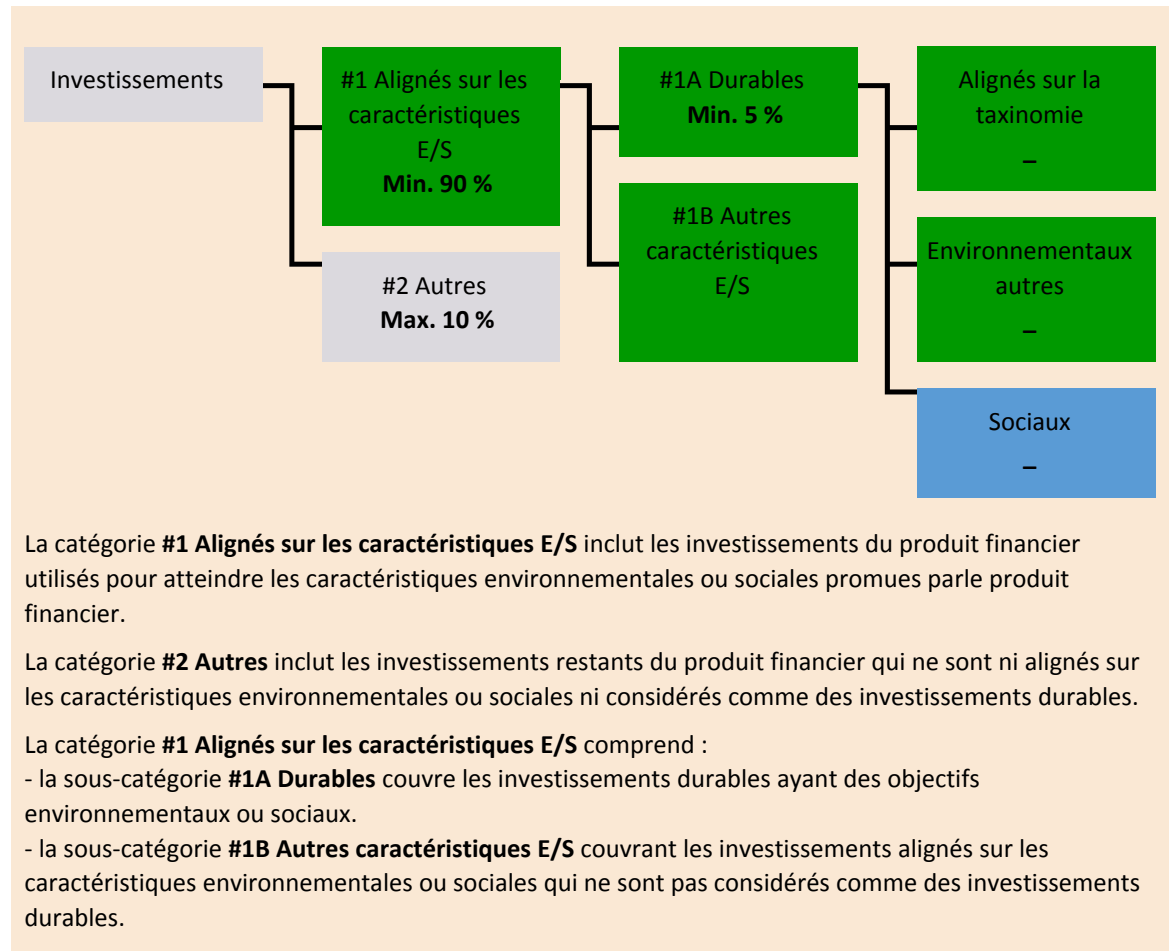 Investissements
#1 Alignés sur les
caractéristiques
E/S
Min. 90 %
#2 Autres
Max. 10 %
#1A Durables
Min. 5 %
#1B Autres
caractéristiques
E/S
Alignés sur la
taxinomie
–
Environnementaux
autres
–
Sociaux
–
La catégorie #1 Alignés sur les caractéristiques E/S inclut les investissements du produit financier
utilisés pour atteindre les caractéristiques environnementales ou sociales promues parle produit
financier.
La catégorie #2 Autres inclut les investissements restants du produit financier qui ne sont ni alignés sur
les caractéristiques environnementales ou sociales ni considérés comme des investissements durables.
La catégorie #1 Alignés sur les caractéristiques E/S comprend :
- la sous-catégorie #1A Durables couvre les investissements durables ayant des objectifs
environnementaux ou sociaux.
- la sous-catégorie #1B Autres caractéristiques E/S couvrant les investissements alignés sur les
caractéristiques environnementales ou sociales qui ne sont pas considérés comme des investissements
durables.